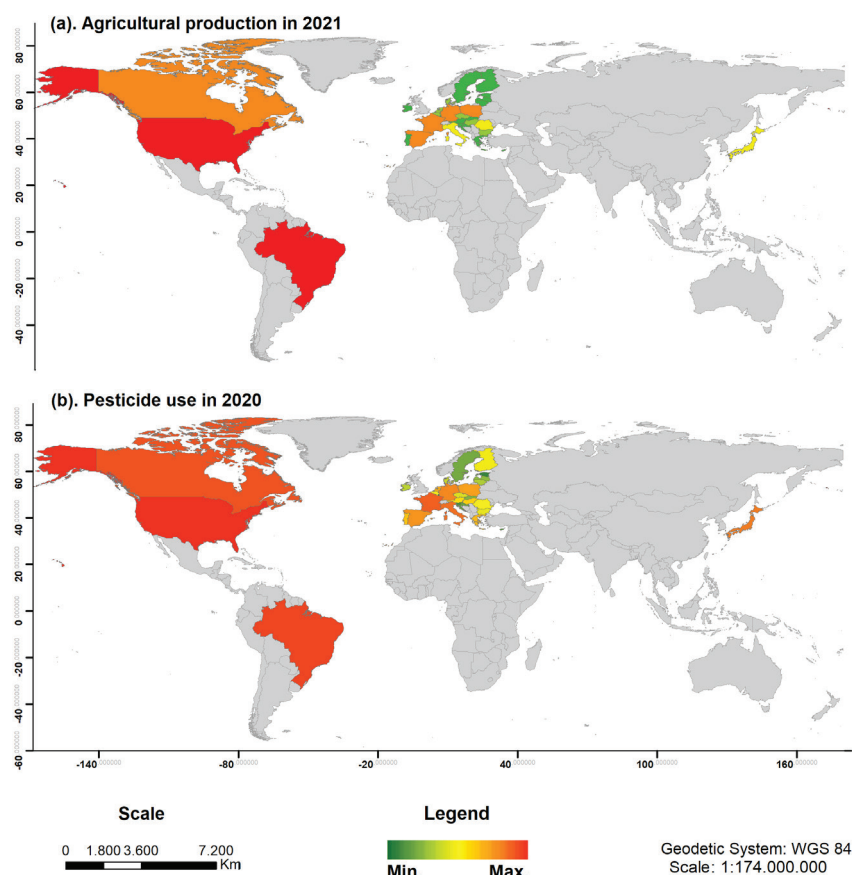 (a). Agricultural production in 2021
80
60
40
20
0
20
40
(b). Pesticide use in 2020
80
60
40
20
0
-20
-40
-60
-140
-80
-20
40
100
160
Scale
Legend
0 1.800 3.600 7.200
Km
Min Max
Geodetic System: WGS 84
Scale: 1:174.000.000